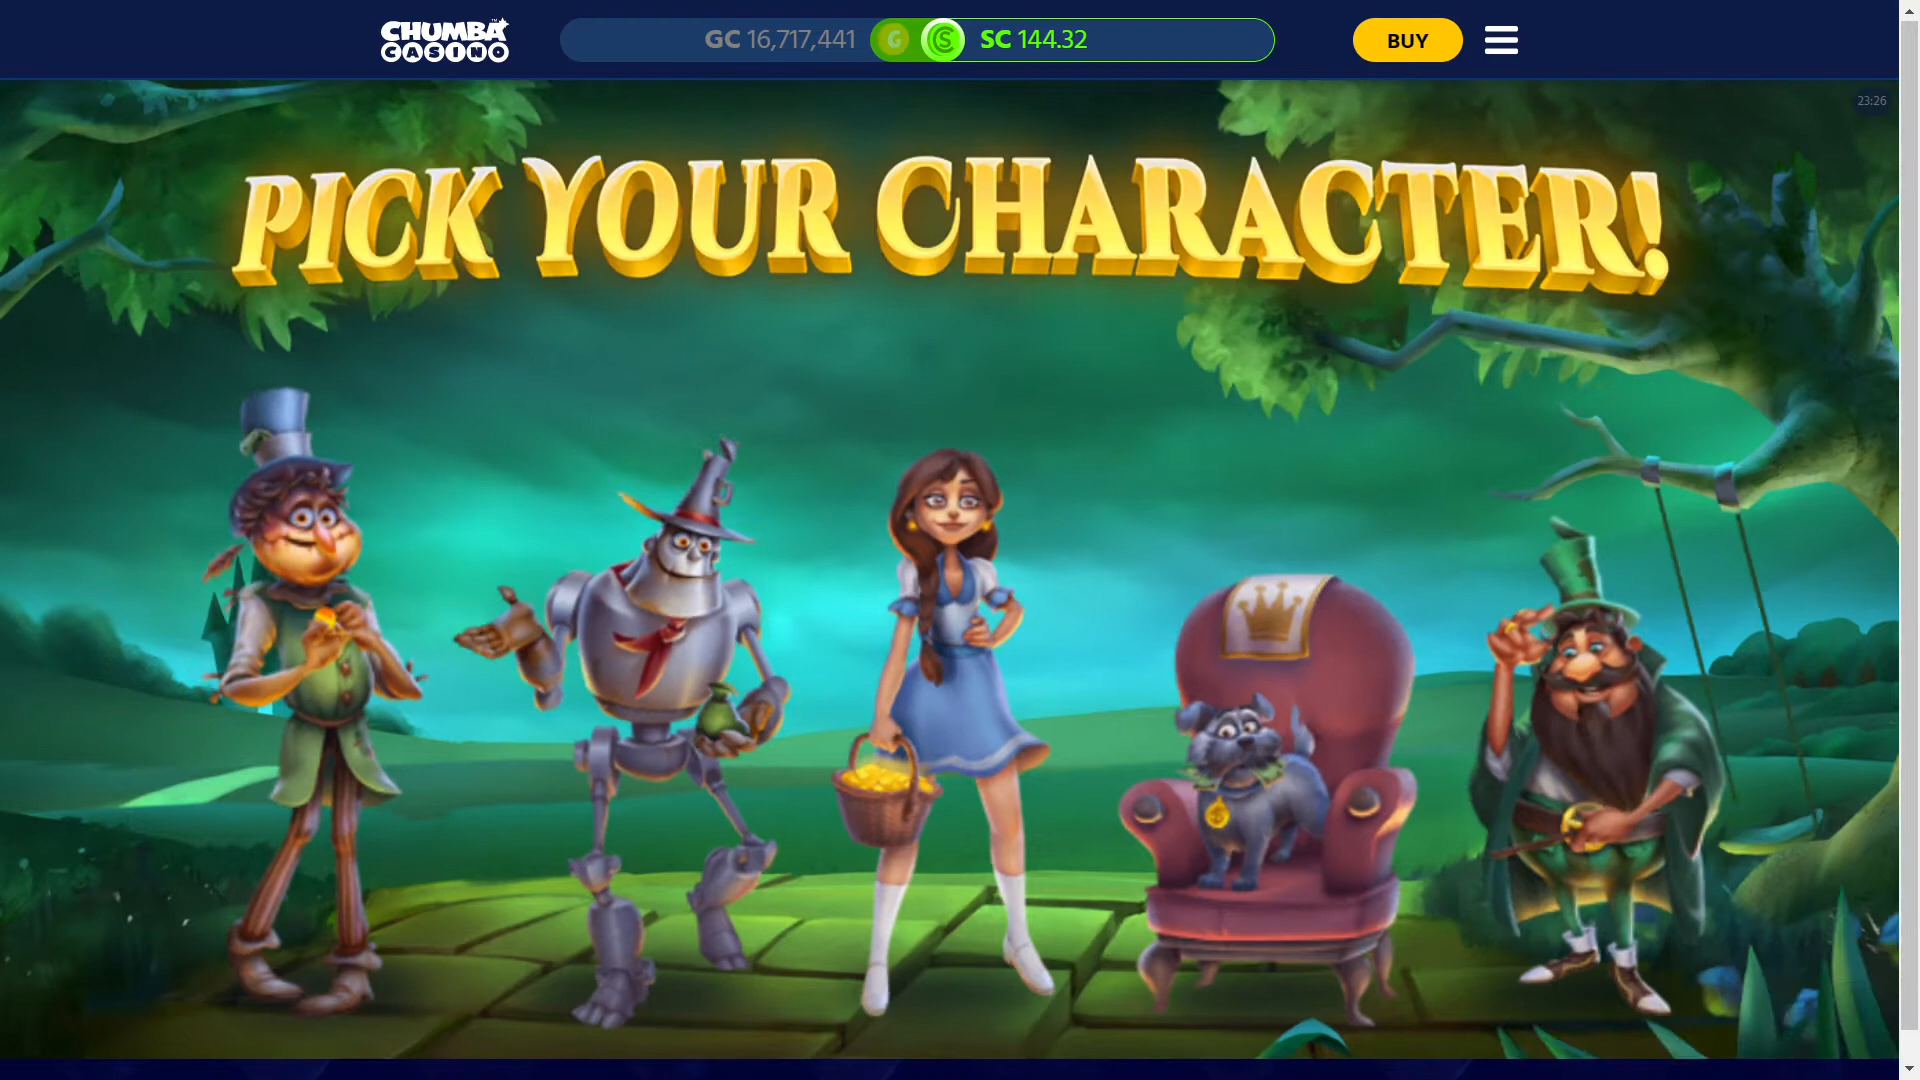 CHUMBA CASINO
GC 16,717,441 G S SC 144.32
BUY
23:26
PICK YOUR CHARACTER!